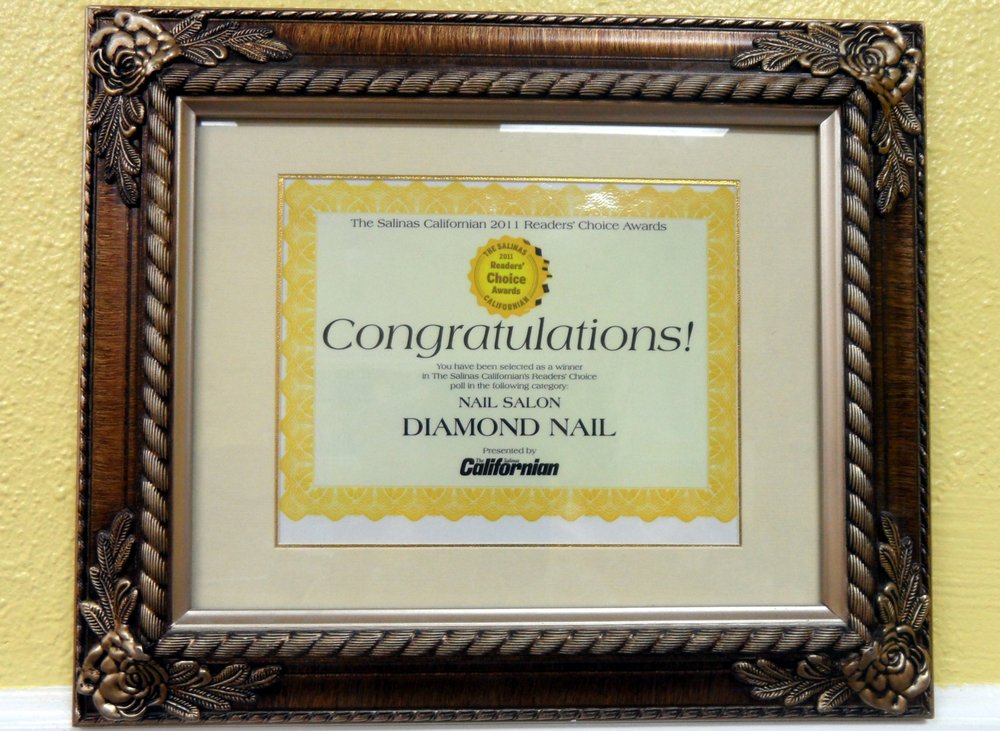 The Salinas Californian 2011 Readers' Choice Awards
THE SALINAS
2011
Readers'
Choice
Awards
CALIFORNIAN
Congratulations!
You have been selected as a winner
in The Salinas Californian's Readers' Choice
poll in the following category:
NAIL SALON
DIAMOND NAIL
Presented by
The Salinas
Californian